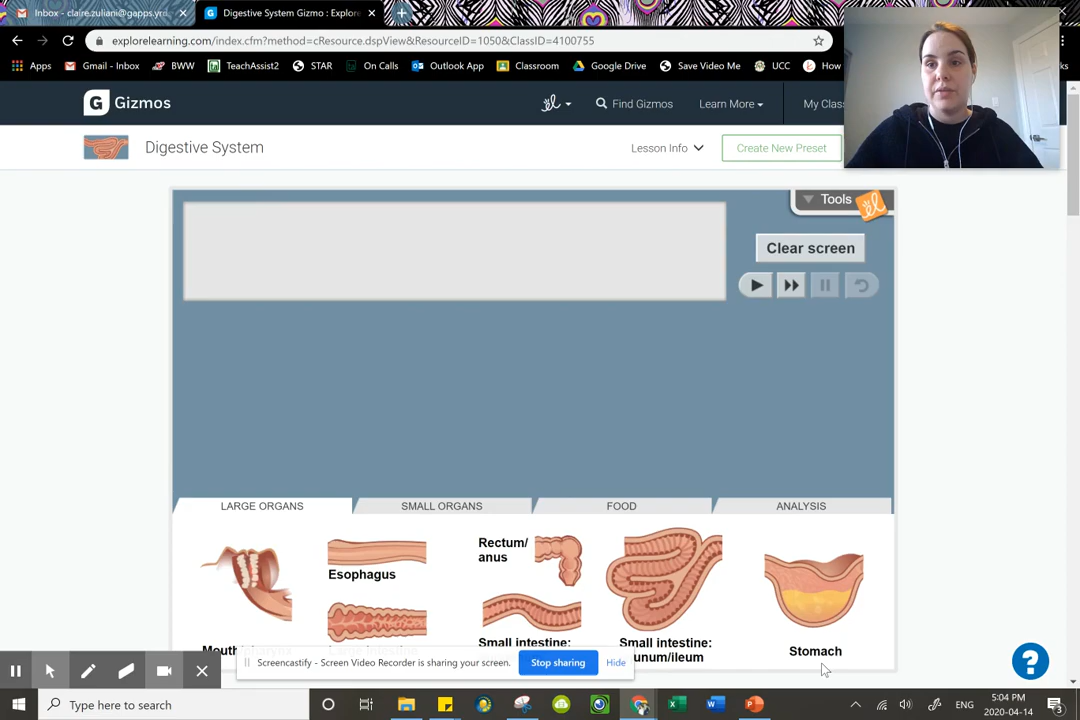 Inbox - claire.zuliani@gapps.yrd
Digestive System Gizmo : Explore
explorelearning.com/index.cfm?method=cResource.dspView&ResourceID=1050&ClassID=4100755
Apps Gmail - Inbox BWW TeachAssist2 STAR On Calls Outlook App Classroom Google Drive Save Video Me UCC How
G Gizmos Find Gizmos Learn More My Clas
Digestive System Lesson Info Create New Preset
Tools
Clear screen
LARGE ORGANS SMALL ORGANS FOOD ANALYSIS
Rectum/
anus
Esophagus
Small intestine:
Small intestine:
Stomach
Screencastify - Screen Video Recorder is sharing your screen. Stop sharing Hide
Type here to search
ENG
5:04 PM
2020-04-14
3